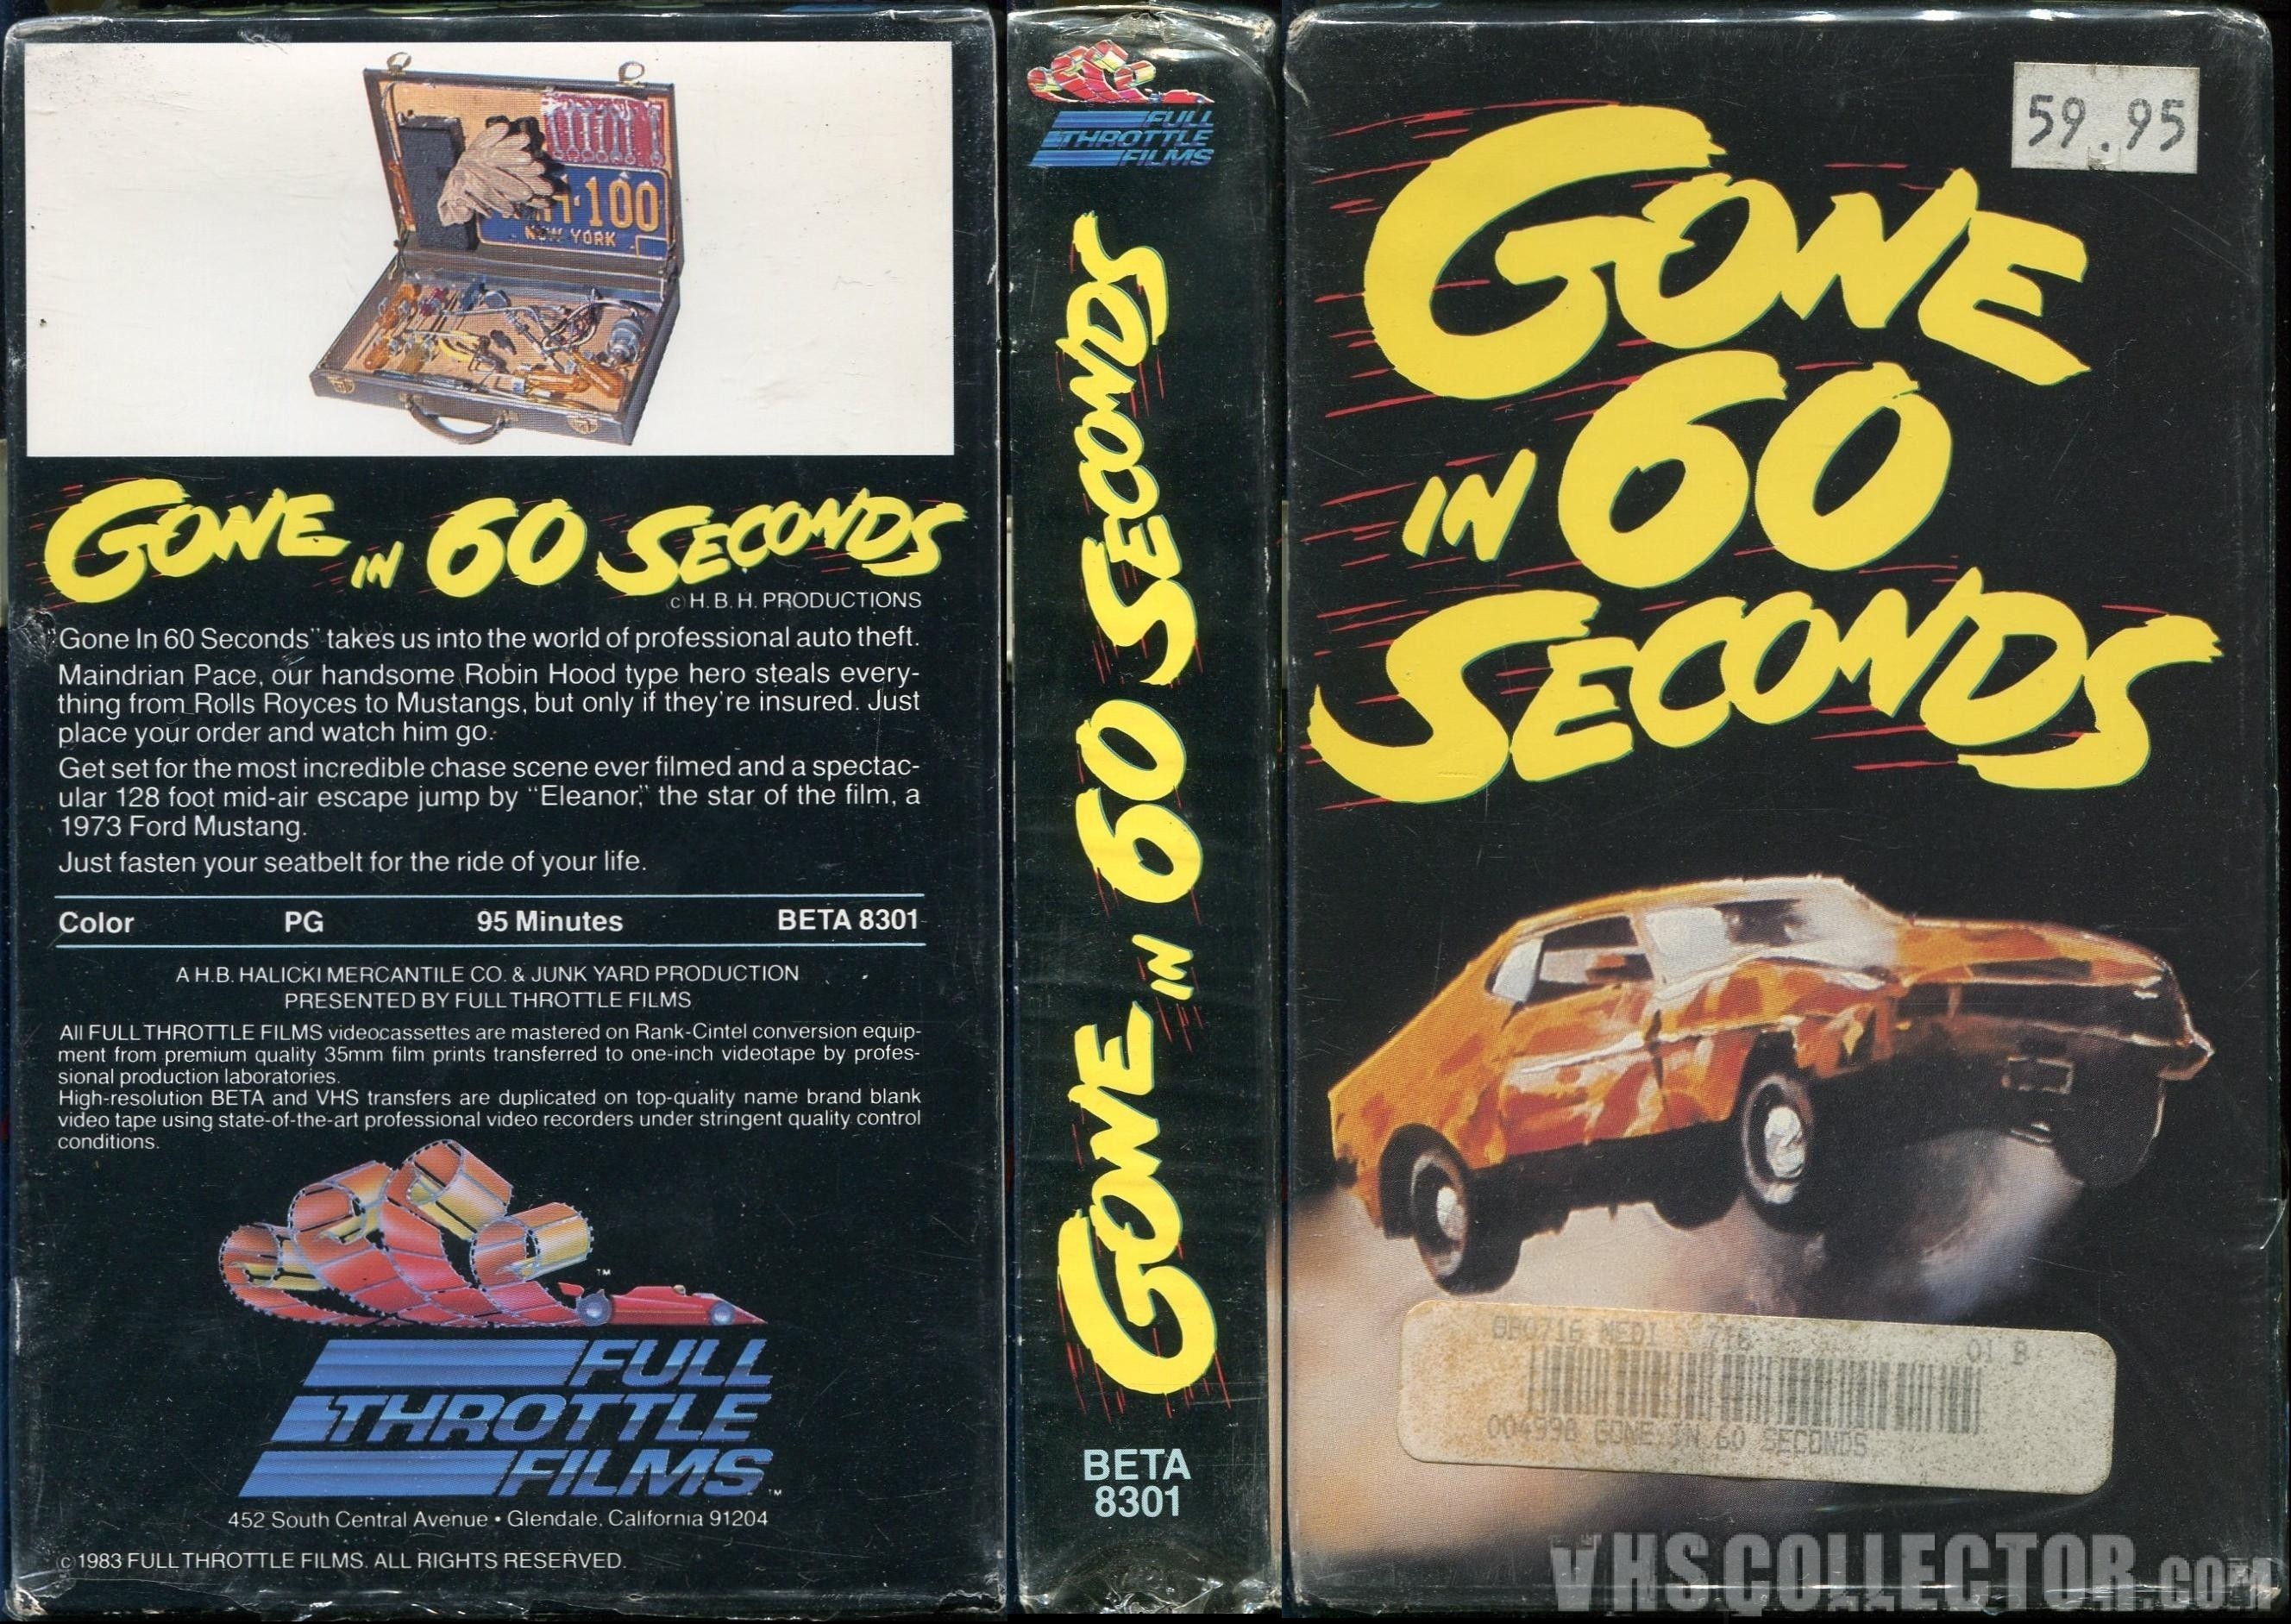 100
NEW YORK
GONE IN 60 SECONDS
© H. B. H. PRODUCTIONS
"Gone In 60 Seconds" takes us into the world of professional auto theft.
Maindrian Pace, our handsome Robin Hood type hero steals every-
thing from Rolls Royces to Mustangs, but only if they're insured. Just
place your order and watch him go.
Get set for the most incredible chase scene ever filmed and a spectac-
ular 128 foot mid-air escape jump by "Eleanor," the star of the film, a
1973 Ford Mustang.
Just fasten your seatbelt for the ride of your life.
Color PG 95 Minutes BETA 8301
A H.B. HALICKI MERCANTILE CO. & JUNK YARD PRODUCTION
PRESENTED BY FULL THROTTLE FILMS
All FULL THROTTLE FILMS videocassettes are mastered on Rank-Cintel conversion equip-
ment from premium quality 35mm film prints transferred to one-inch videotape by profes-
sional production laboratories.
High-resolution BETA and VHS transfers are duplicated on top-quality name brand blank
video tape using state-of-the-art professional video recorders under stringent quality control
conditions.
TM
FULL
THROTTLE
FILMS
TM
452 South Central Avenue • Glendale, California 91204
© 1983 FULL THROTTLE FILMS. ALL RIGHTS RESERVED.
FULL
THROTTLE
FILMS
GONE IN 60 SECONDS
BETA
8301
59.95
GONE
IN 60
SECONDS
MEDI 716 01 B
004998 GONE IN 60 SECONDS
VHSCOLLECTOR.COM